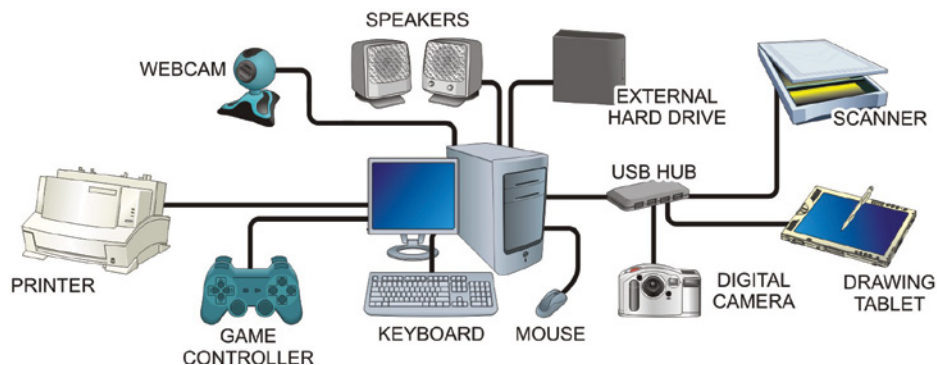 SPEAKERS
WEBCAM
EXTERNAL
HARD DRIVE
SCANNER
USB HUB
PRINTER
GAME
CONTROLLER
KEYBOARD
MOUSE
DIGITAL
CAMERA
DRAWING
TABLET